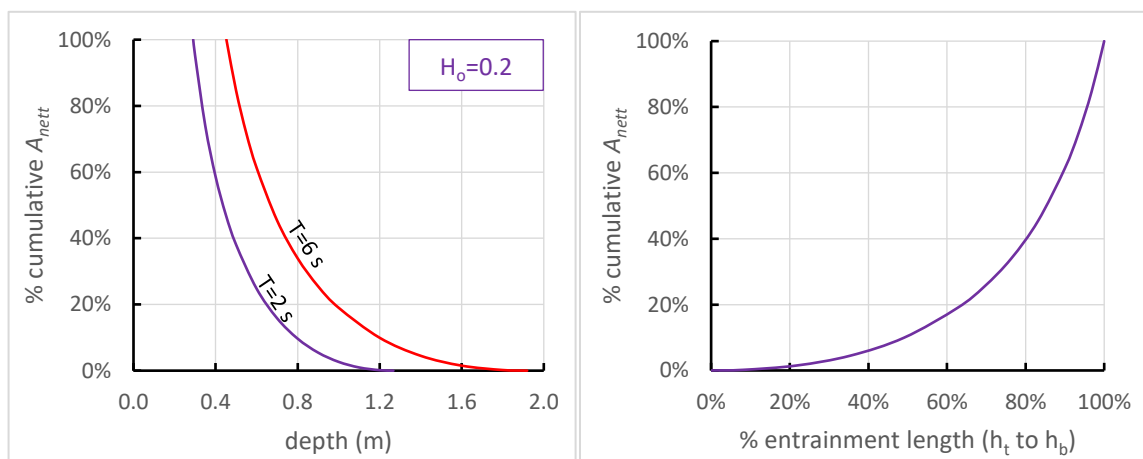 100%
80%
60%
40%
20%
0%
% cumulative A_nett
H_o=0.2
T=6 s
T=2 s
0.0 0.4 0.8 1.2 1.6 2.0
depth (m)
100%
80%
60%
40%
20%
0%
% cumulative A_nett
0% 20% 40% 60% 80% 100%
% entrainment length (h_t to h_b)